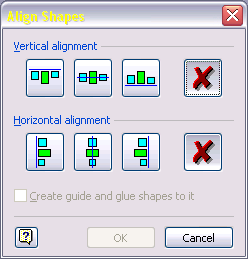 Align Shapes
Vertical alignment
Horizontal alignment
Create guide and glue shapes to it
?
OK
Cancel